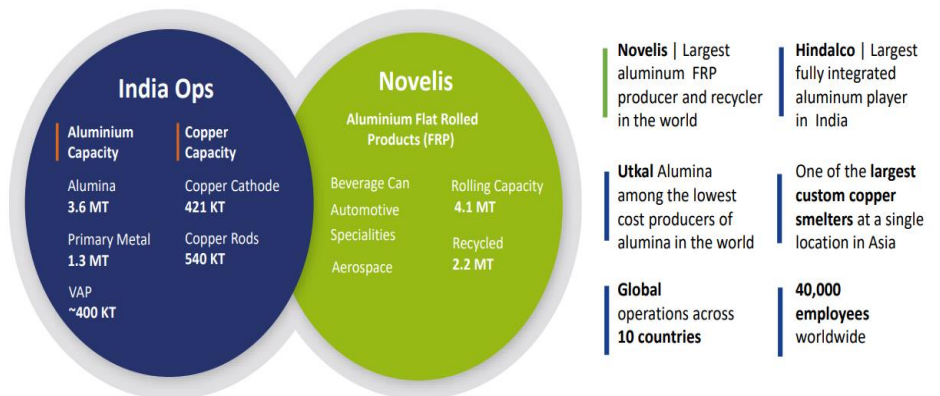 India Ops
Aluminium
Capacity
Alumina
3.6 MT
Primary Metal
1.3 MT
VAP
~400 KT
Copper
Capacity
Copper Cathode
421 KT
Copper Rods
540 KT
Novelis
Aluminium Flat Rolled
Products (FRP)
Beverage Can
Automotive
Specialities
Aerospace
Rolling Capacity
4.1 MT
Recycled
2.2 MT
Novelis | Largest
aluminum FRP
producer and recycler
in the world
Hindalco | Largest
fully integrated
aluminum player
in India
Utkal Alumina
among the lowest
cost producers of
alumina in the world
One of the largest
custom copper
smelters at a single
location in Asia
Global
operations across
10 countries
40,000
employees
worldwide